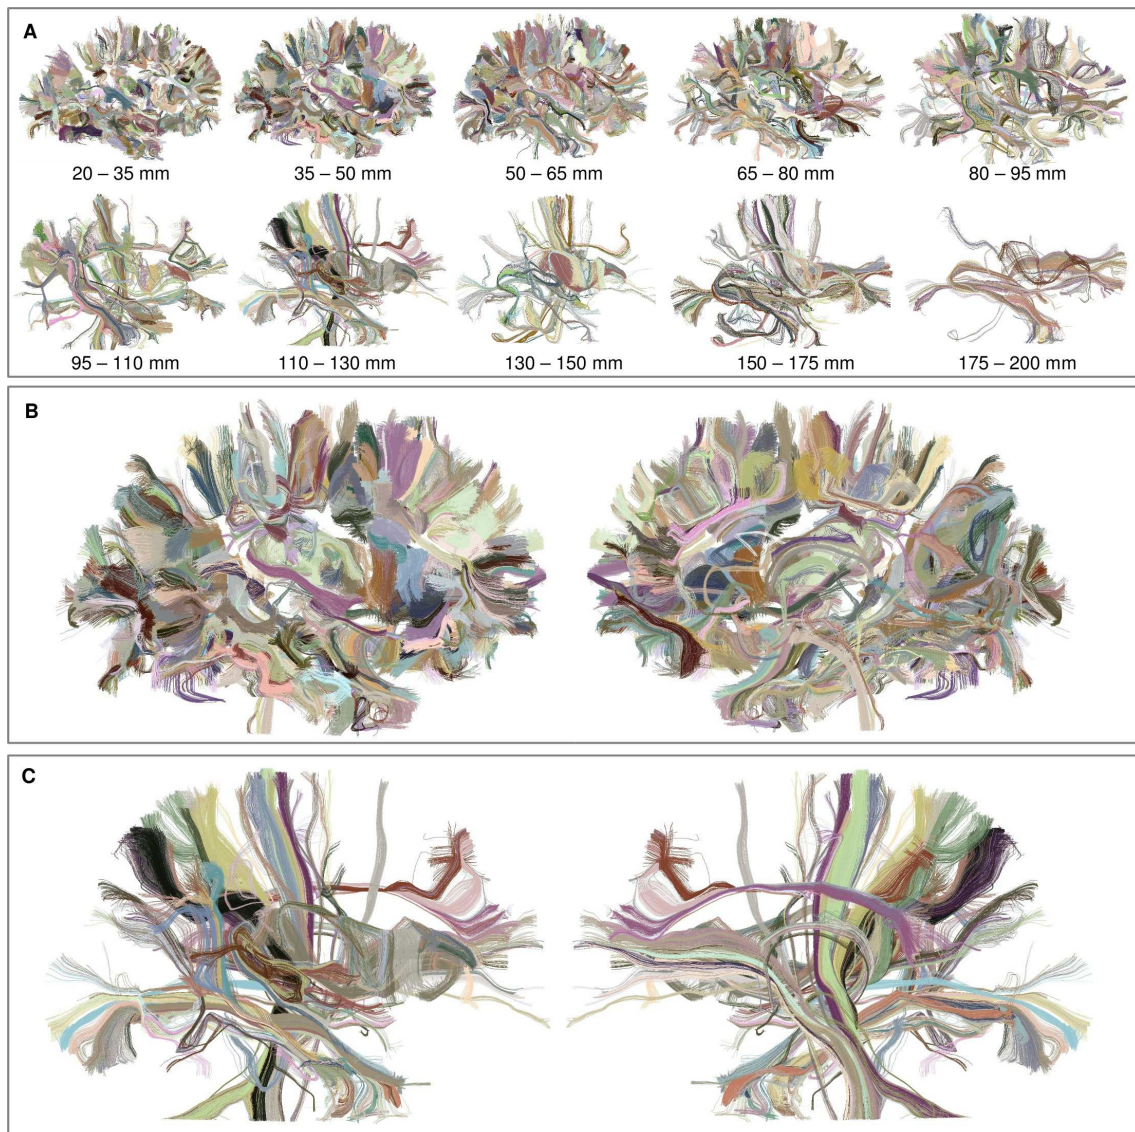 A
20 – 35 mm
35 – 50 mm
50 – 65 mm
65 – 80 mm
80 – 95 mm
95 – 110 mm
110 – 130 mm
130 – 150 mm
150 – 175 mm
175 – 200 mm
B
C